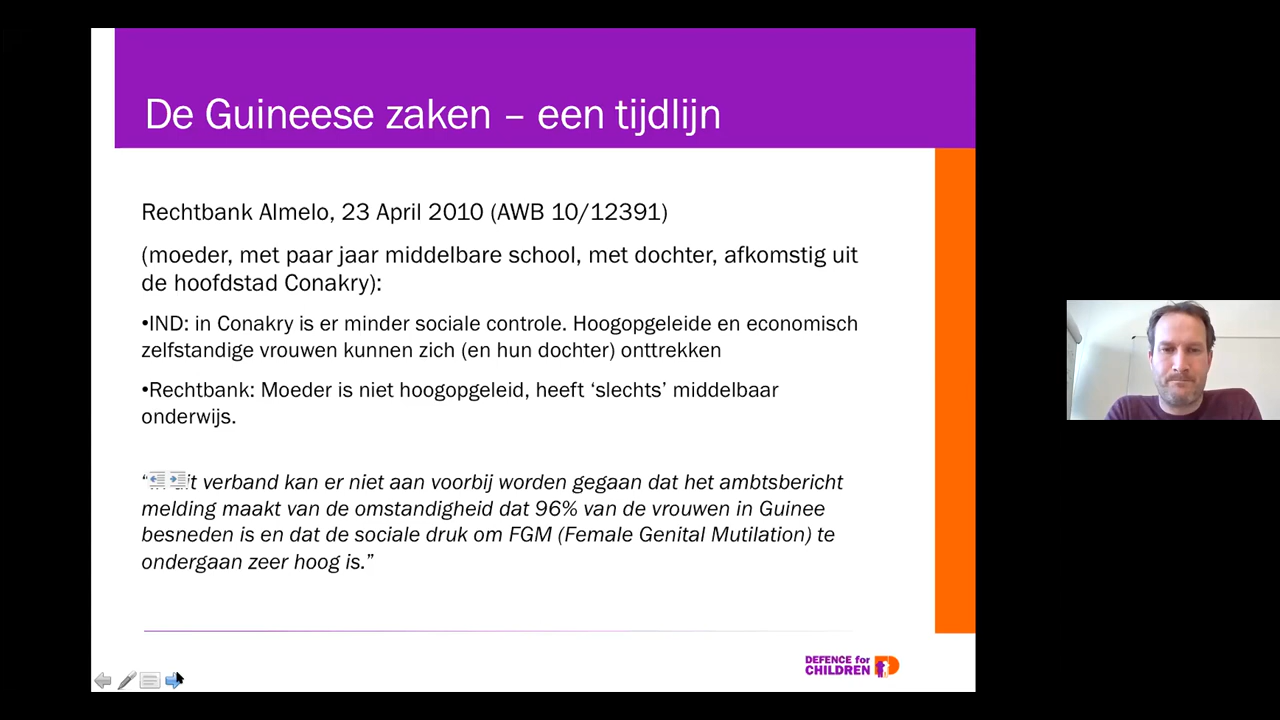 De Guineese zaken – een tijdlijn
Rechtbank Almelo, 23 April 2010 (AWB 10/12391)
(moeder, met paar jaar middelbare school, met dochter, afkomstig uit
de hoofdstad Conakry):
•IND: in Conakry is er minder sociale controle. Hoogopgeleide en economisch
zelfstandige vrouwen kunnen zich (en hun dochter) onttrekken
•Rechtbank: Moeder is niet hoogopgeleid, heeft ‘slechts’ middelbaar
onderwijs.
verband kan er niet aan voorbij worden gegaan dat het ambtsbericht
melding maakt van de omstandigheid dat 96% van de vrouwen in Guinee
besneden is en dat de sociale druk om FGM (Female Genital Mutilation) te
ondergaan zeer hoog is.”
DEFENCE for
CHILDREN